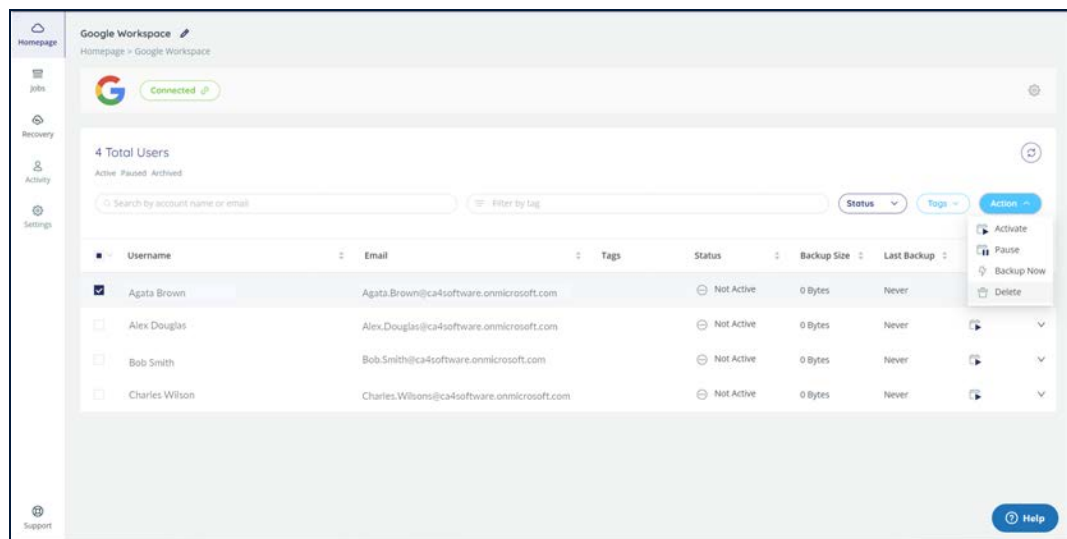 Homepage
Jobs
Recovery
Activity
Settings
Support
Google Workspace
Homepage > Google Workspace
Connected
4 Total Users
Active Paused Archived
Search by account name or email Filter by tag Status Tags Action
Activate
Pause
Backup Now
Delete
Username Email Tags Status Backup Size Last Backup
Agata Brown Agata.Brown@ca4software.onmicrosoft.com Not Active 0 Bytes Never
Alex Douglas Alex.Douglas@ca4software.onmicrosoft.com Not Active 0 Bytes Never
Bob Smith Bob.Smith@ca4software.onmicrosoft.com Not Active 0 Bytes Never
Charles Wilson Charles.Wilsons@ca4software.onmicrosoft.com Not Active 0 Bytes Never
Help